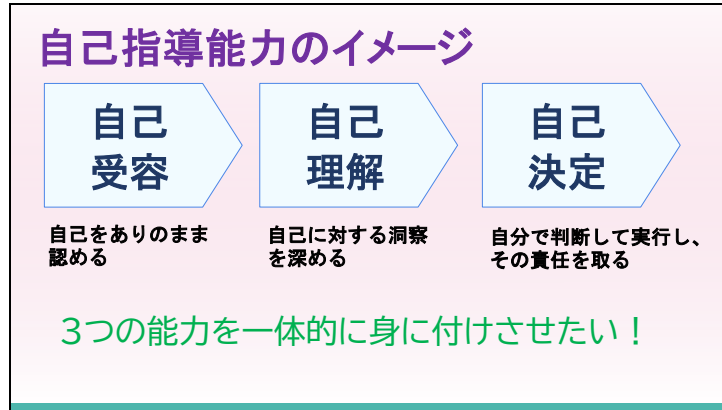 自己指導能力のイメージ
自己
受容
自己
理解
自己
決定
自己をありのまま
認める
自己に対する洞察
を深める
自分で判断して実行し、
その責任を取る
3つの能力を一体的に身に付けさせたい！